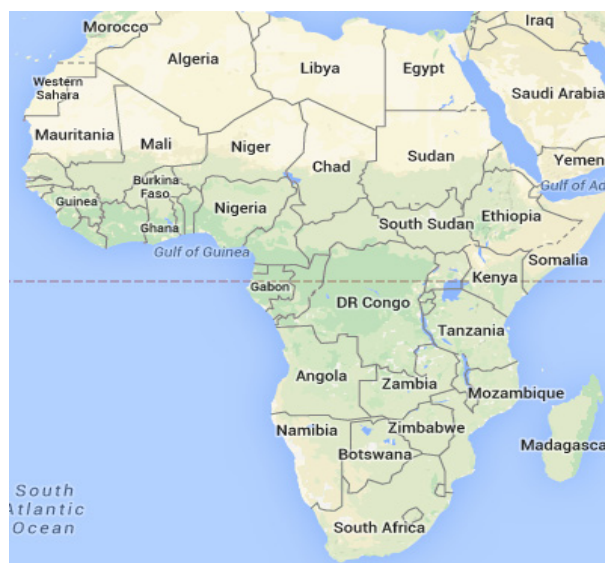 Morocco
Iraq
Algeria
Libya
Egypt
Western
Sahara
Saudi Arabia
Mauritania
Mali
Niger
Chad
Sudan
Yemen
Burkina
Faso
Gulf of Ad
Guinea
Nigeria
Ethiopia
Ghana
South Sudan
Gulf of Guinea
Somalia
Kenya
Gabon
DR Congo
Tanzania
Angola
Zambia
Mozambique
Namibia
Zimbabwe
Madagasca
Botswana
South
Atlantic
Ocean
South Africa